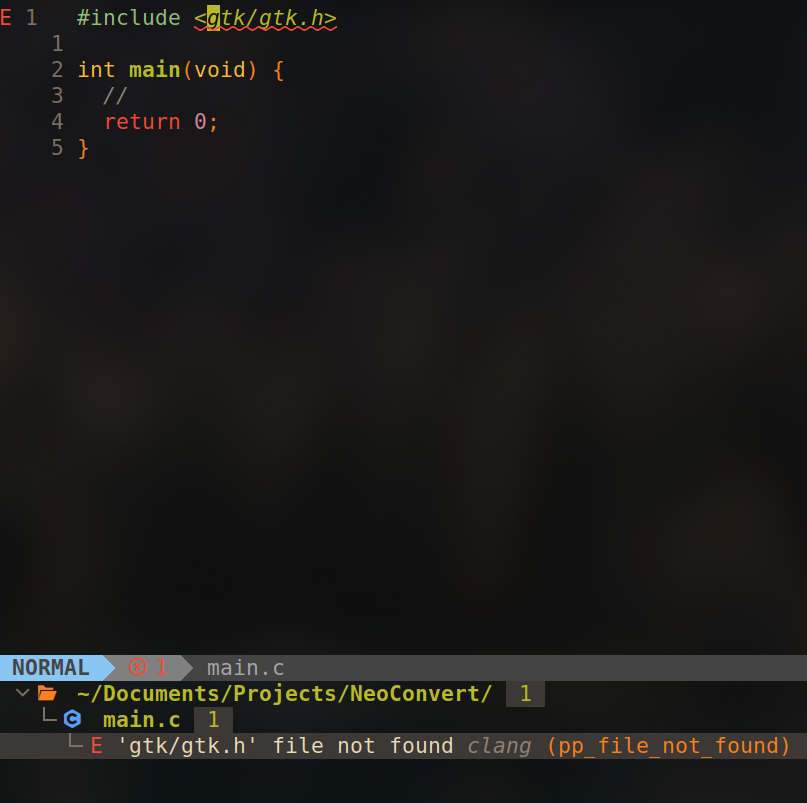 E 1 #include <gtk/gtk.h>
1
2 int main(void) {
3 //
4 return 0;
5 }
NORMAL 1 main.c
~/Documents/Projects/NeoConvert/ 1
C main.c 1
E 'gtk/gtk.h' file not found clang (pp_file_not_found)